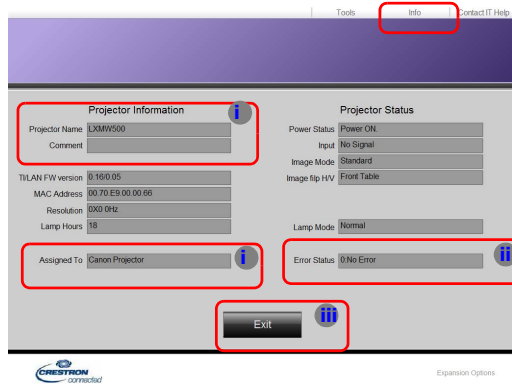 Tools Info Contact IT Help
Projector Information i Projector Status
Projector Name LXMW500 Power Status Power ON.
Comment Input No Signal
Image Mode Standard
TI/LAN FW version 0.16/0.05 Image filp H/V Front Table
MAC Address 00.70.E9.00.00.66
Resolution 0X0 0Hz
Lamp Hours 18 Lamp Mode Normal
Assigned To Canon Projector i Error Status 0:No Error ii
Exit iii
CRESTRON
connected Expansion Options